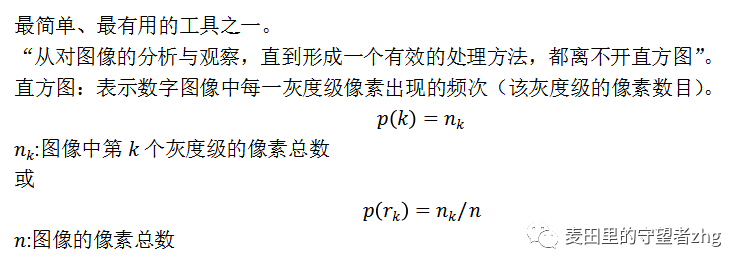 最简单、最有用的工具之一。
“从对图像的分析与观察，直到形成一个有效的处理方法，都离不开直方图”。
直方图：表示数字图像中每一灰度级像素出现的频次（该灰度级的像素数目）。
p(k) = nₖ
nₖ:图像中第 k 个灰度级的像素总数
或
p(rₖ) = nₖ/n
n:图像的像素总数
麦田里的守望者zhg